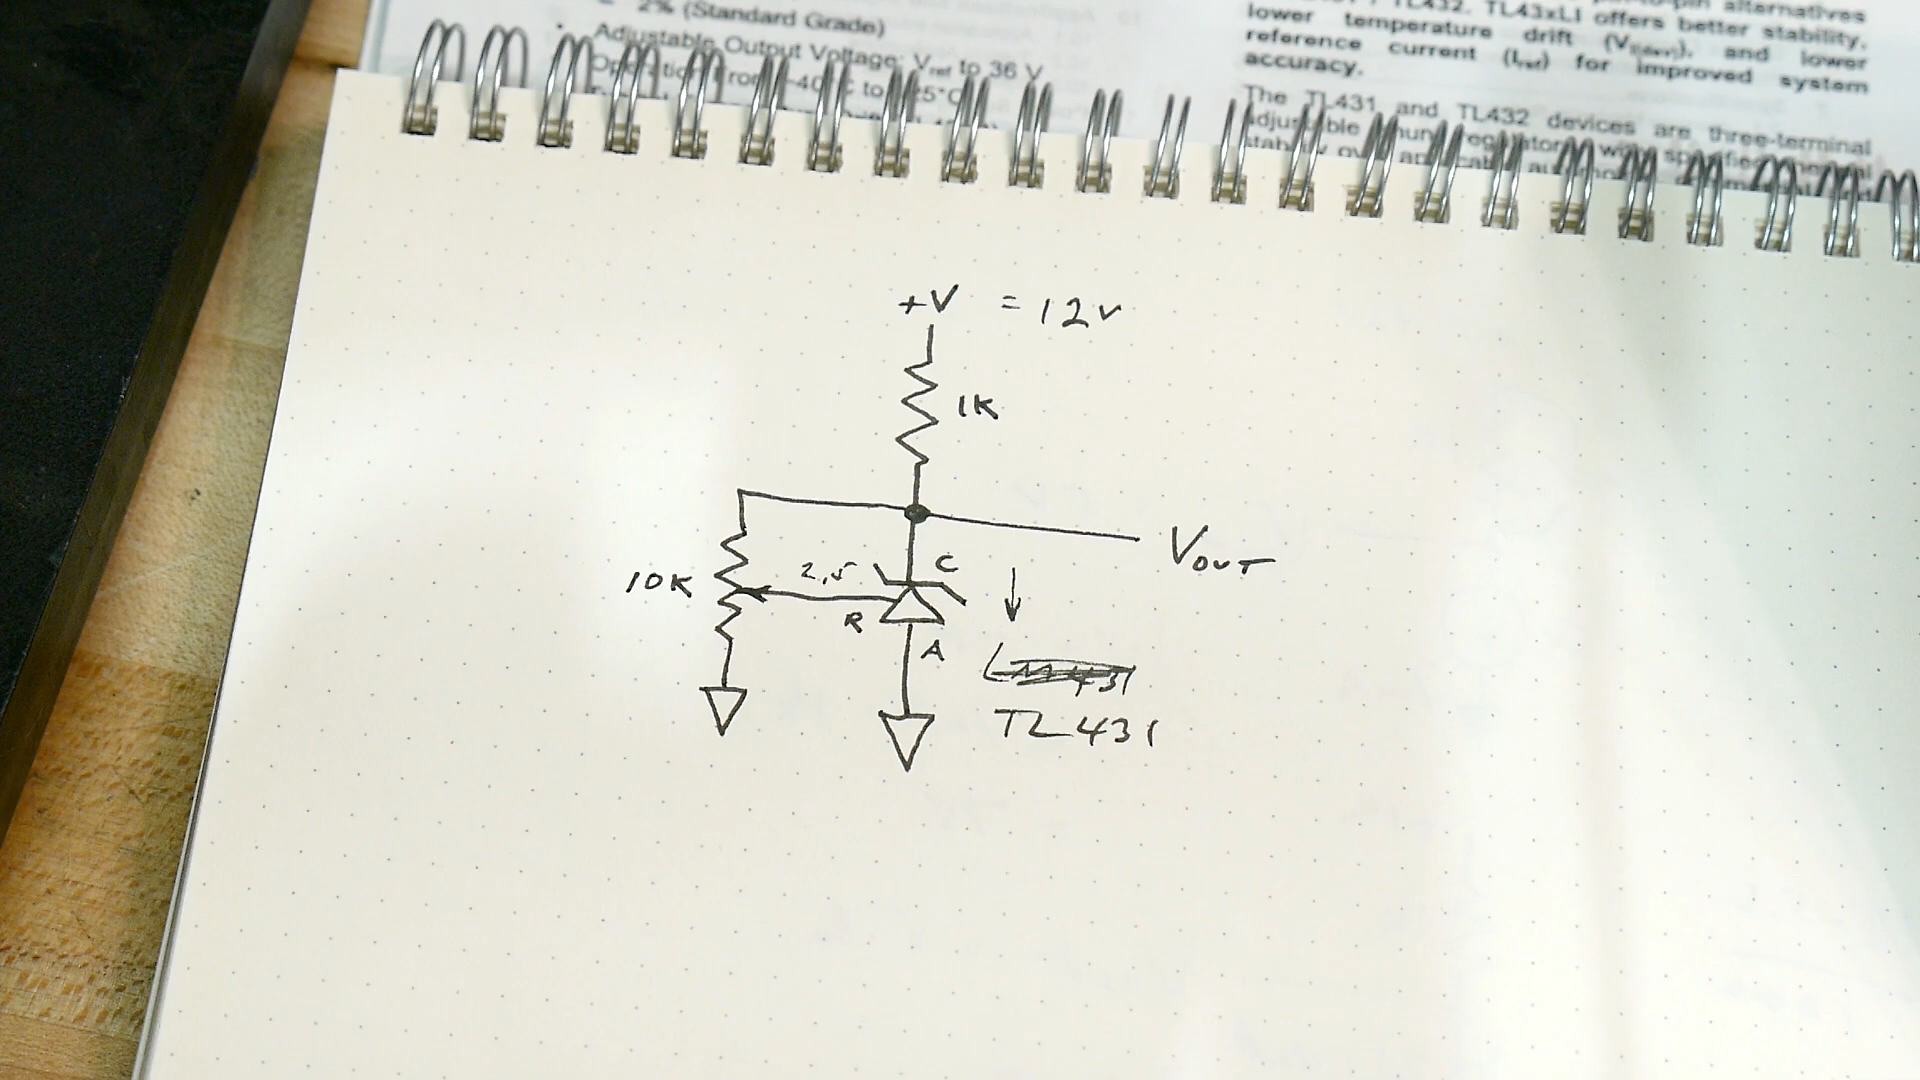 2% (Standard Grade)
Adjustable Output Voltage: Vref to 36 V
alternatives
TL432. TL43xLI offers better stability,
lower temperature drift and lower
reference current (Iref) for improved system
accuracy.
The TL431 and TL432 devices are three-terminal
+V = 12V
1K
VOUT
10K
2.5
C
R
A
TL431